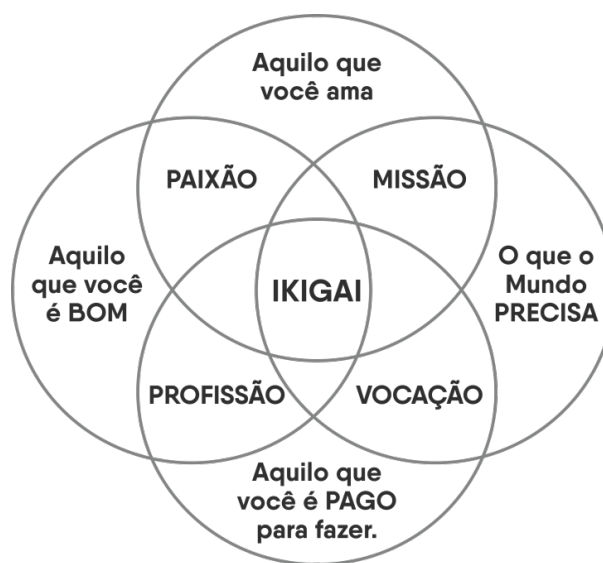 Aquilo que
você ama
PAIXÃO
MISSÃO
Aquilo
que você
é BOM
IKIGAI
O que o
Mundo
PRECISA
PROFISSÃO
VOCAÇÃO
Aquilo que
você é PAGO
para fazer.